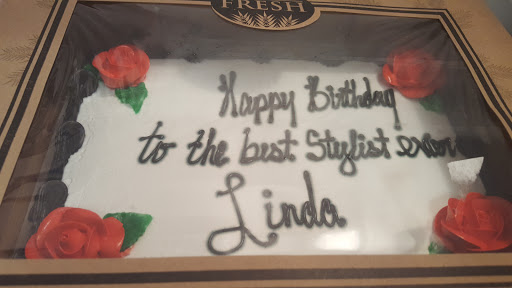 FRESH
Happy Birthday
to the best Stylist
Linda